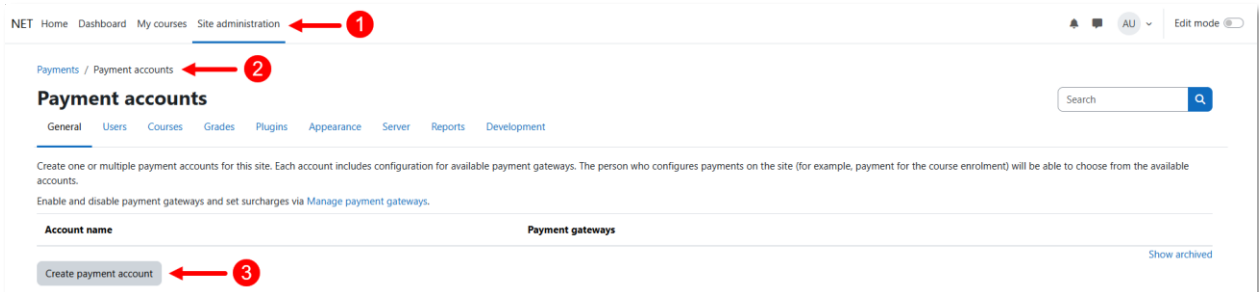 NET Home Dashboard My courses Site administration 1 AU Edit mode
Payments / Payment accounts 2
Payment accounts
Search
General Users Courses Grades Plugins Appearance Server Reports Development
Create one or multiple payment accounts for this site. Each account includes configuration for available payment gateways. The person who configures payments on the site (for example, payment for the course enrolment) will be able to choose from the available
accounts.
Enable and disable payment gateways and set surcharges via Manage payment gateways.
Account name Payment gateways
Show archived
Create payment account 3